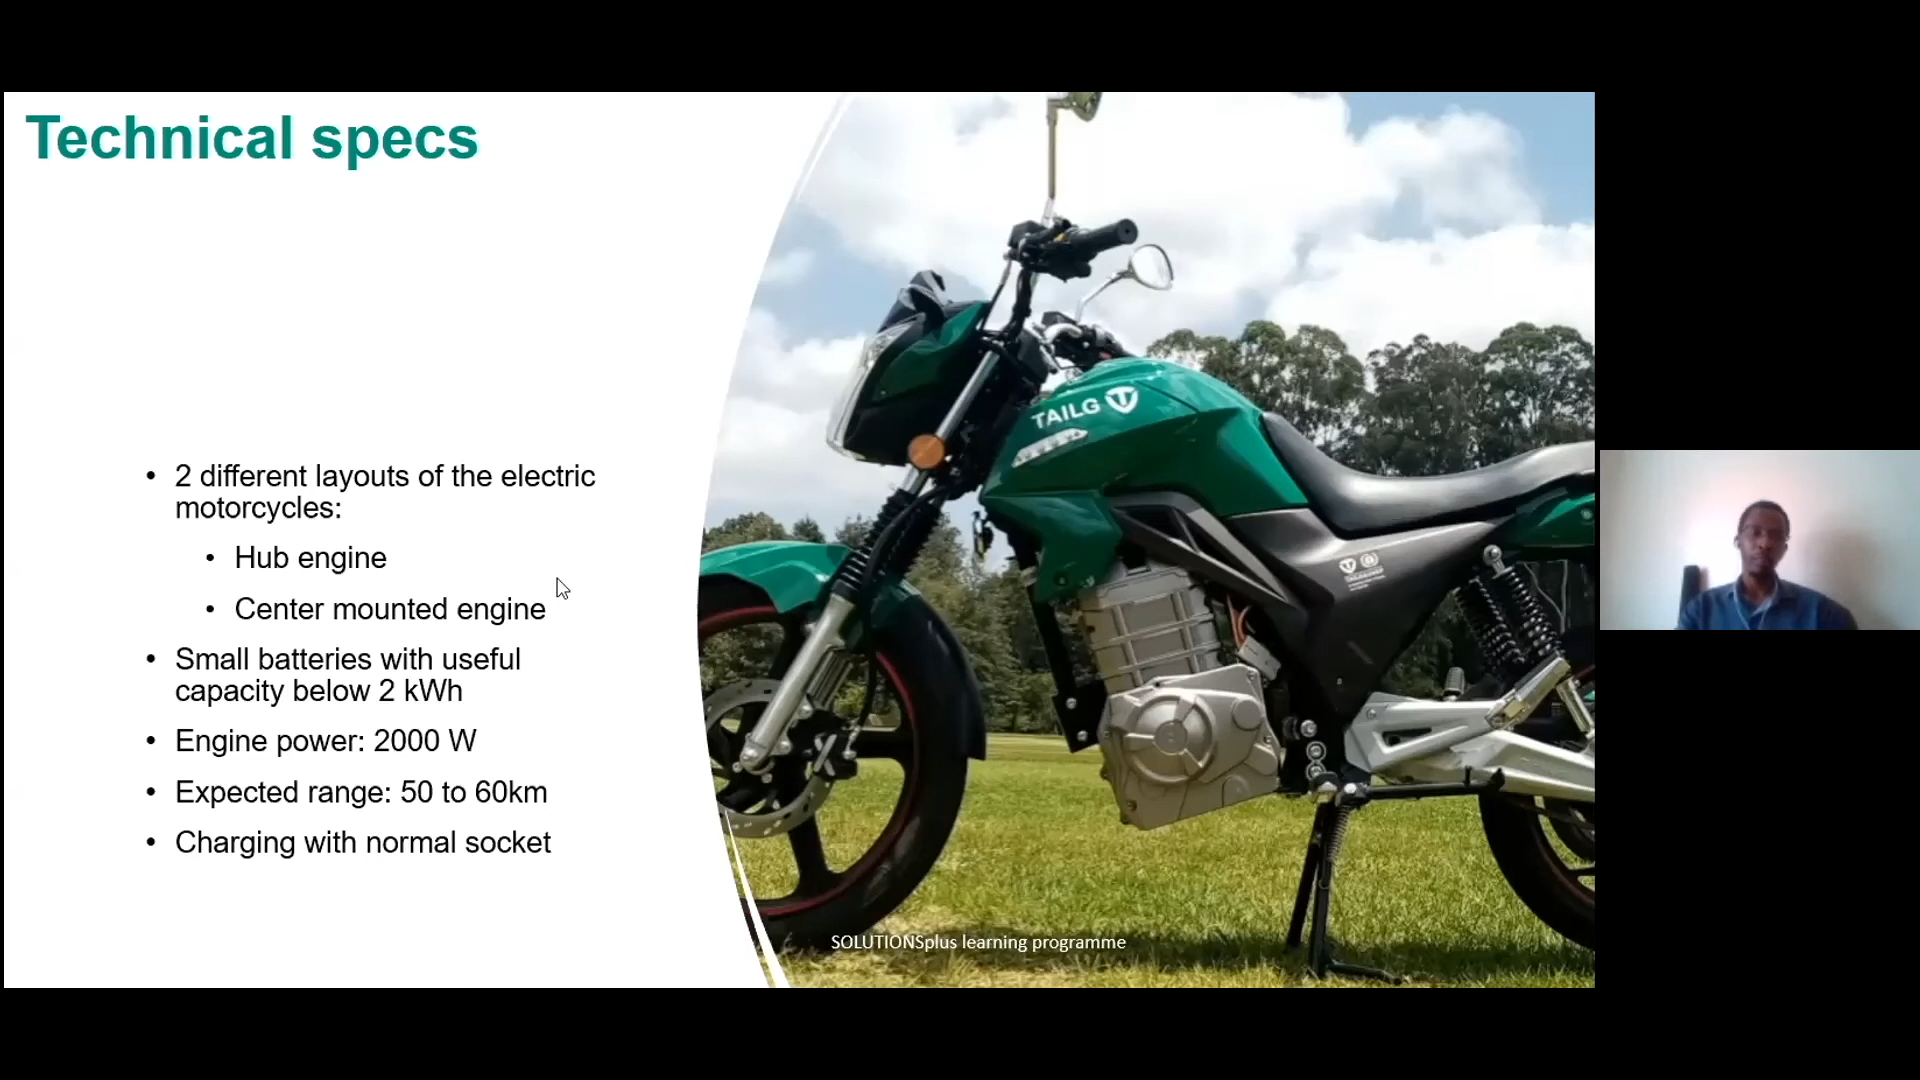 Technical specs
• 2 different layouts of the electric
motorcycles:
• Hub engine
• Center mounted engine
• Small batteries with useful
capacity below 2 kWh
• Engine power: 2000 W
• Expected range: 50 to 60km
• Charging with normal socket
TAILG
SOLUTIONSplus learning programme